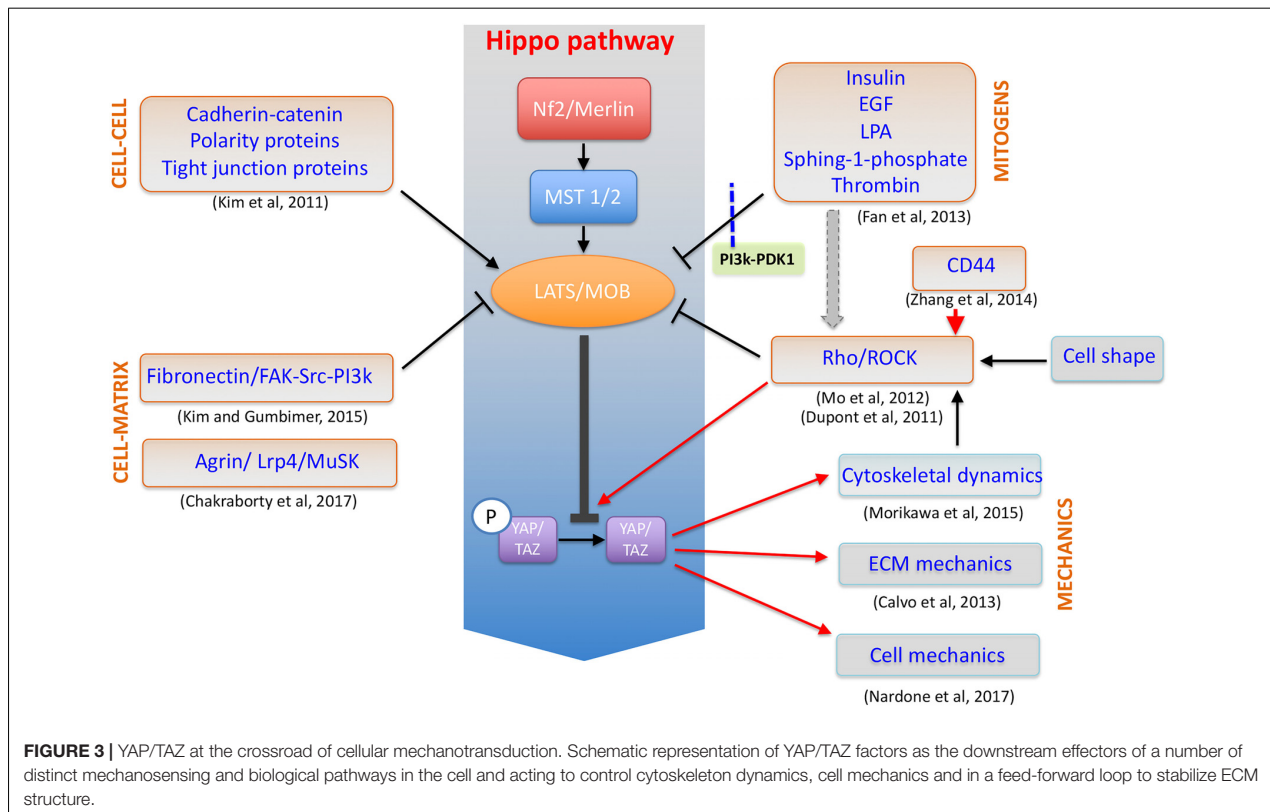 Hippo pathway
Nf2/Merlin
MST 1/2
LATS/MOB
P
YAP/
TAZ
YAP/
TAZ
CELL-CELL
Cadherin-catenin
Polarity proteins
Tight junction proteins
(Kim et al, 2011)
CELL-MATRIX
Fibronectin/FAK-Src-PI3k
(Kim and Gumbimer, 2015)
Agrin/ Lrp4/MuSK
(Chakraborty et al, 2017)
MITOGENS
Insulin
EGF
LPA
Sphing-1-phosphate
Thrombin
(Fan et al, 2013)
PI3k-PDK1
CD44
(Zhang et al, 2014)
Rho/ROCK
(Mo et al, 2012)
(Dupont et al, 2011)
Cell shape
MECHANICS
Cytoskeletal dynamics
(Morikawa et al, 2015)
ECM mechanics
(Calvo et al, 2013)
Cell mechanics
(Nardone et al, 2017)
FIGURE 3 | YAP/TAZ at the crossroad of cellular mechanotransduction. Schematic representation of YAP/TAZ factors as the downstream effectors of a number of
distinct mechanosensing and biological pathways in the cell and acting to control cytoskeleton dynamics, cell mechanics and in a feed-forward loop to stabilize ECM
structure.